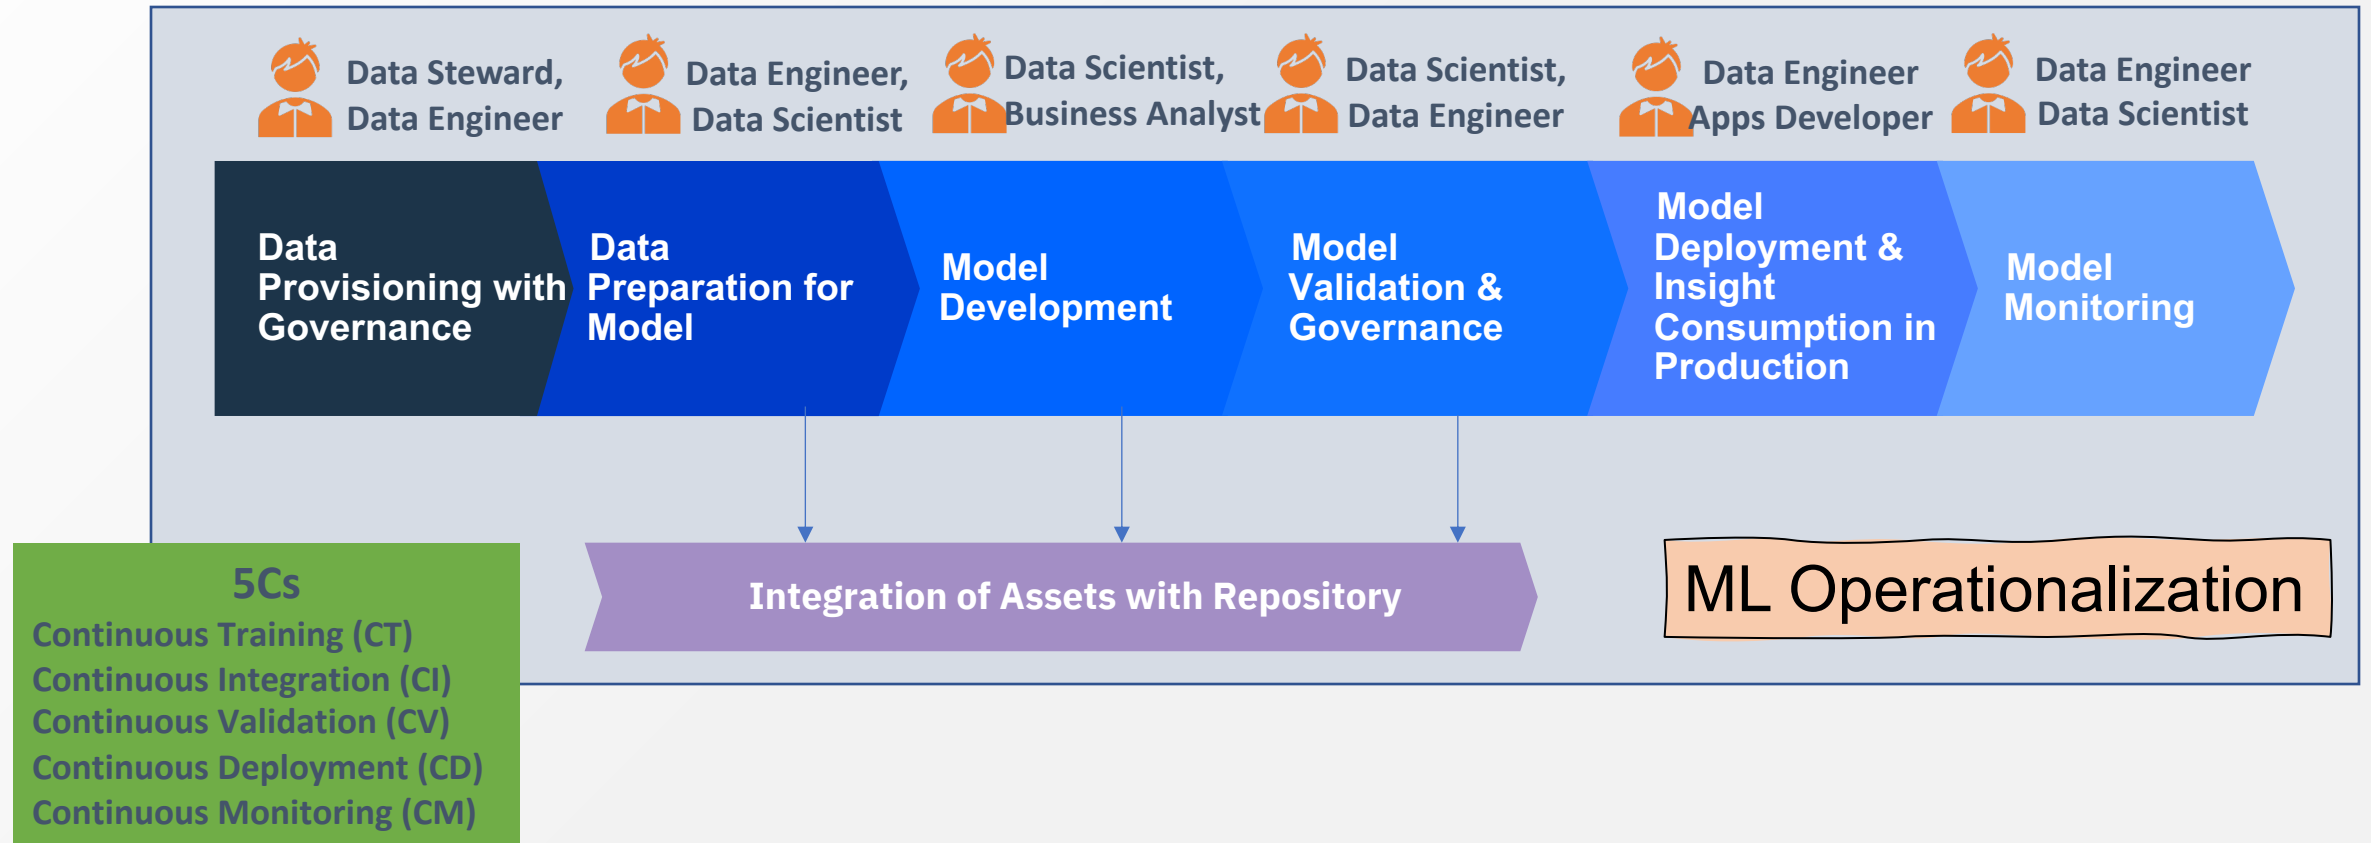 Data Steward,
Data Engineer
Data Engineer,
Data Scientist
Data Scientist,
Business Analyst
Data Scientist,
Data Engineer
Data Engineer
Apps Developer
Data Engineer
Data Scientist
Data
Provisioning with
Governance
Data
Preparation for
Model
Model
Development
Model
Validation &
Governance
Model
Deployment &
Insight
Consumption in
Production
Model
Monitoring
5Cs
Continuous Training (CT)
Continuous Integration (CI)
Continuous Validation (CV)
Continuous Deployment (CD)
Continuous Monitoring (CM)
Integration of Assets with Repository
ML Operationalization